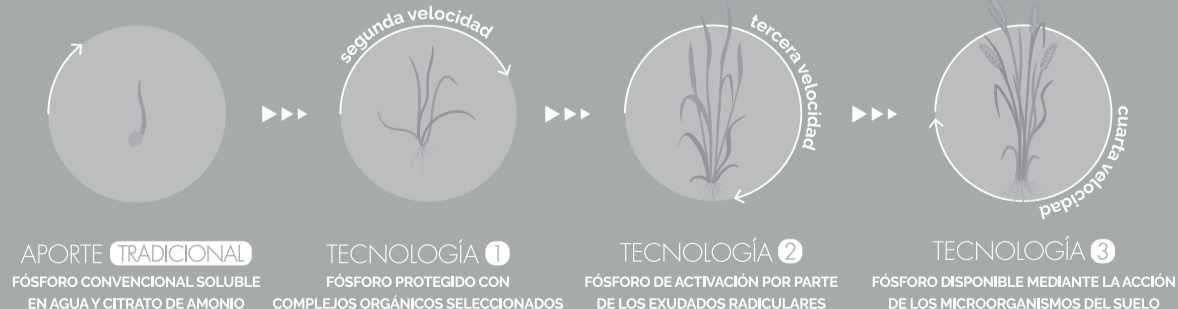 segunda velocidad
tercera velocidad
cuarta velocidad
APORTE TRADICIONAL
FÓSFORO CONVENCIONAL SOLUBLE
EN AGUA Y CITRATO DE AMONIO
TECNOLOGÍA 1
FÓSFORO PROTEGIDO CON
COMPLEJOS ORGÁNICOS SELECCIONADOS
TECNOLOGÍA 2
FÓSFORO DE ACTIVACIÓN POR PARTE
DE LOS EXUDADOS RADICULARES
TECNOLOGÍA 3
FÓSFORO DISPONIBLE MEDIANTE LA ACCIÓN
DE LOS MICROORGANISMOS DEL SUELO